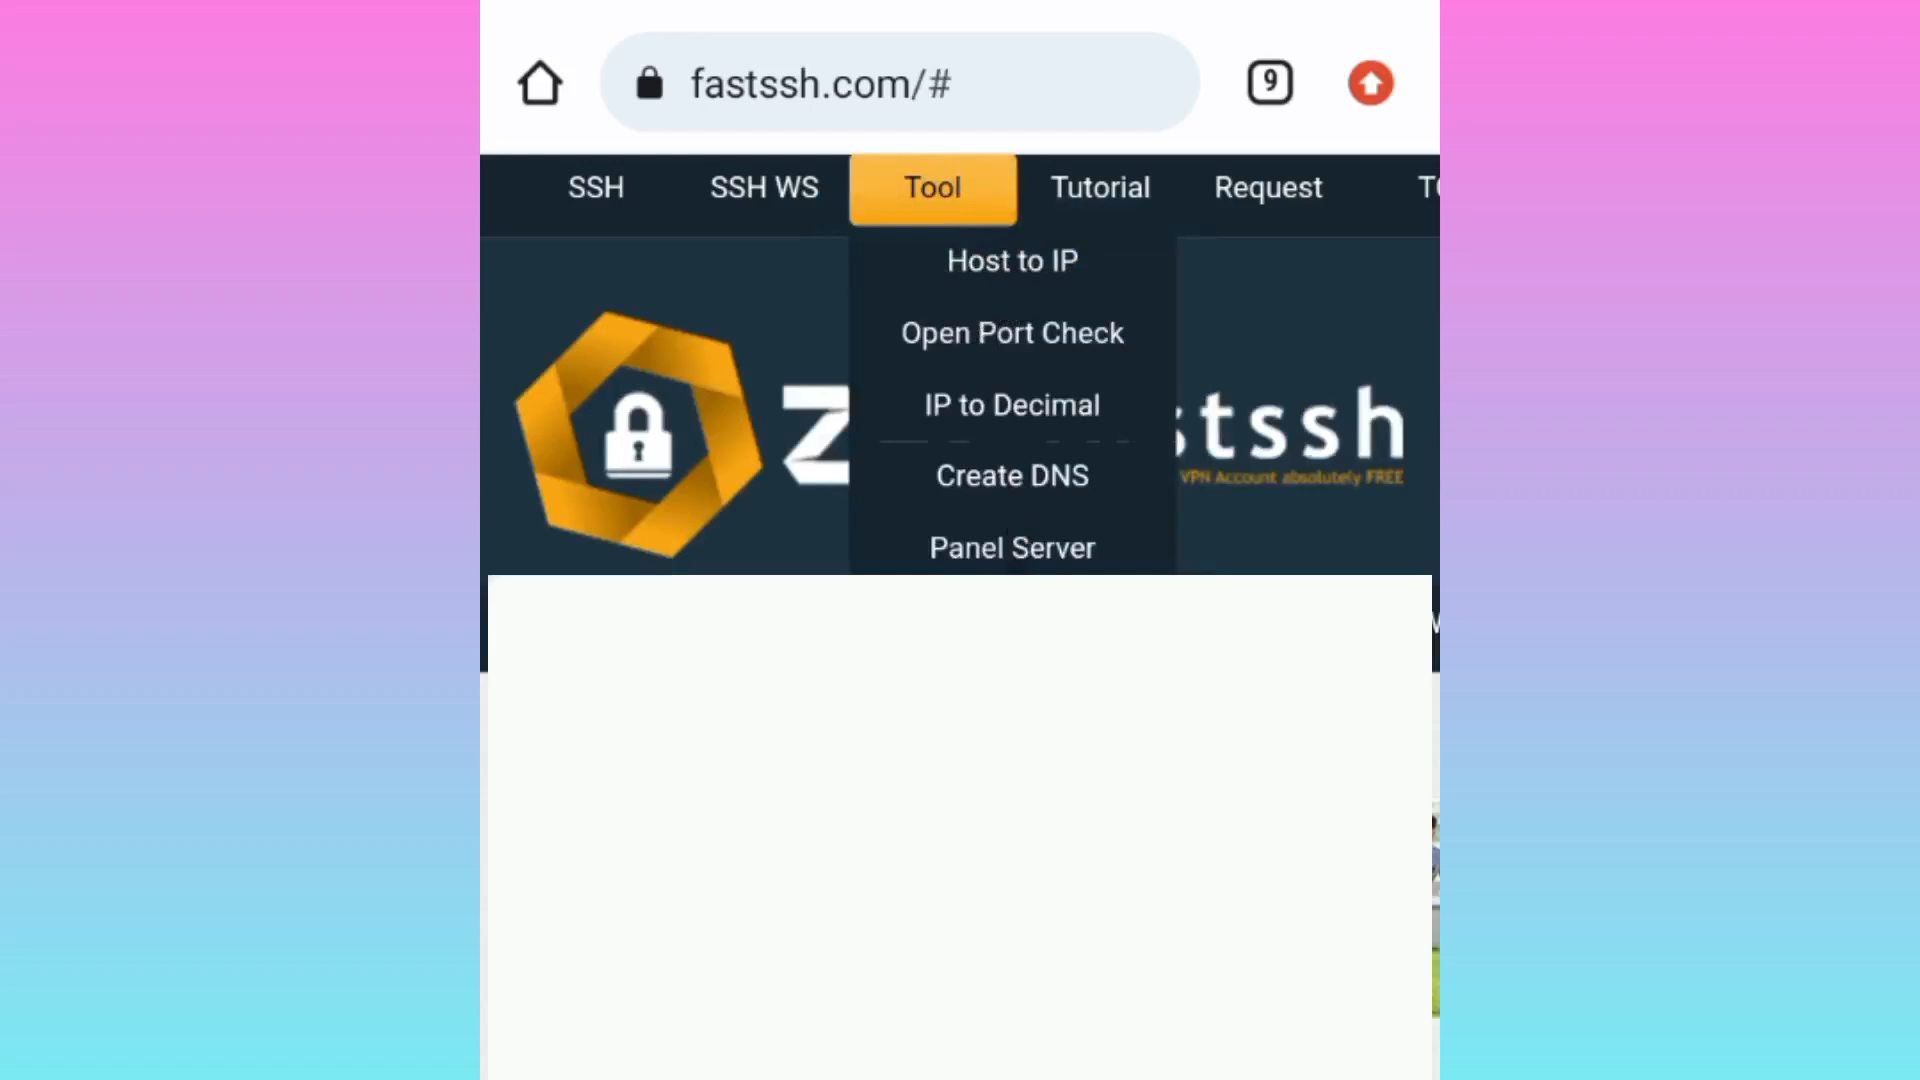 fastssh.com/#
9
SSH SSH WS Tool Tutorial Request
Host to IP
Open Port Check
IP to Decimal
Create DNS
Panel Server
tssh
VPN Account absolutely FREE